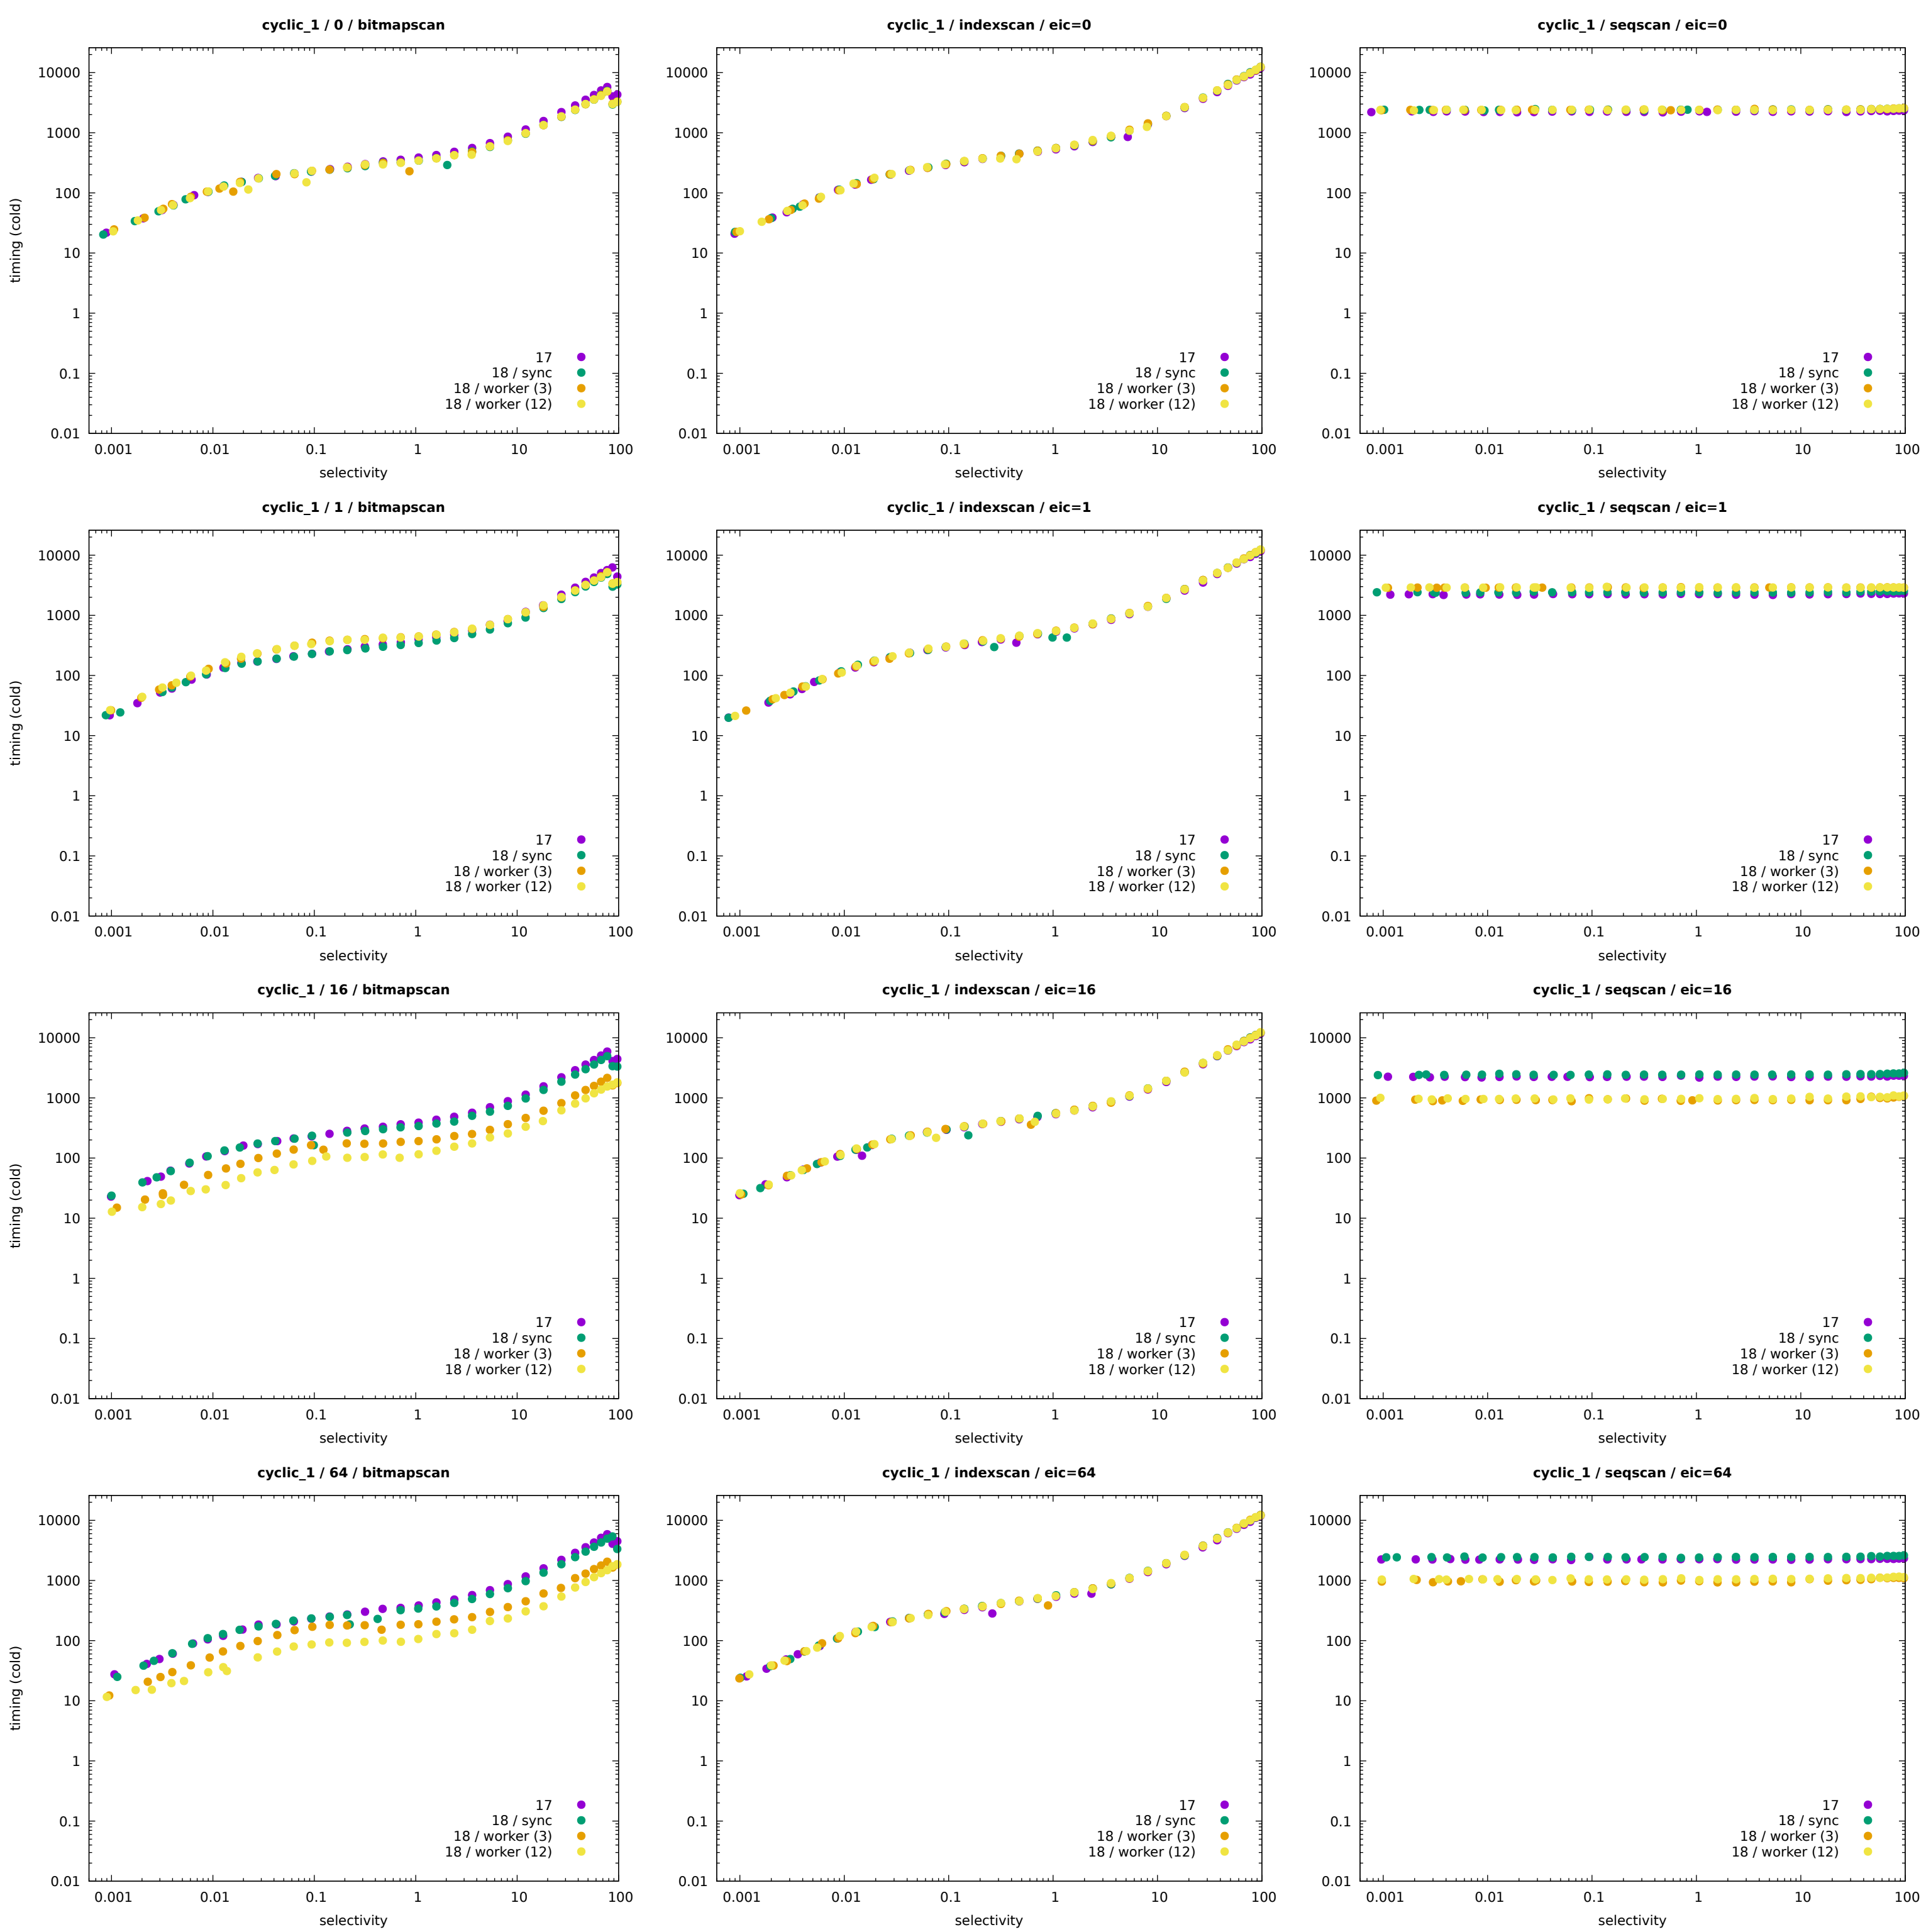 cyclic_1 / 0 / bitmapscan
timing (cold)
10000
1000
100
10
1
0.1
0.01
17
18 / sync
18 / worker (3)
18 / worker (12)
0.001 0.01 0.1 1 10 100
selectivity
cyclic_1 / indexscan / eic=0
10000
1000
100
10
1
0.1
0.01
17
18 / sync
18 / worker (3)
18 / worker (12)
0.001 0.01 0.1 1 10 100
selectivity
cyclic_1 / seqscan / eic=0
10000
1000
100
10
1
0.1
0.01
17
18 / sync
18 / worker (3)
18 / worker (12)
0.001 0.01 0.1 1 10 100
selectivity
cyclic_1 / 1 / bitmapscan
timing (cold)
10000
1000
100
10
1
0.1
0.01
17
18 / sync
18 / worker (3)
18 / worker (12)
0.001 0.01 0.1 1 10 100
selectivity
cyclic_1 / indexscan / eic=1
10000
1000
100
10
1
0.1
0.01
17
18 / sync
18 / worker (3)
18 / worker (12)
0.001 0.01 0.1 1 10 100
selectivity
cyclic_1 / seqscan / eic=1
10000
1000
100
10
1
0.1
0.01
17
18 / sync
18 / worker (3)
18 / worker (12)
0.001 0.01 0.1 1 10 100
selectivity
cyclic_1 / 16 / bitmapscan
timing (cold)
10000
1000
100
10
1
0.1
0.01
17
18 / sync
18 / worker (3)
18 / worker (12)
0.001 0.01 0.1 1 10 100
selectivity
cyclic_1 / indexscan / eic=16
10000
1000
100
10
1
0.1
0.01
17
18 / sync
18 / worker (3)
18 / worker (12)
0.001 0.01 0.1 1 10 100
selectivity
cyclic_1 / seqscan / eic=16
10000
1000
100
10
1
0.1
0.01
17
18 / sync
18 / worker (3)
18 / worker (12)
0.001 0.01 0.1 1 10 100
selectivity
cyclic_1 / 64 / bitmapscan
timing (cold)
10000
1000
100
10
1
0.1
0.01
17
18 / sync
18 / worker (3)
18 / worker (12)
0.001 0.01 0.1 1 10 100
selectivity
cyclic_1 / indexscan / eic=64
10000
1000
100
10
1
0.1
0.01
17
18 / sync
18 / worker (3)
18 / worker (12)
0.001 0.01 0.1 1 10 100
selectivity
cyclic_1 / seqscan / eic=64
10000
1000
100
10
1
0.1
0.01
17
18 / sync
18 / worker (3)
18 / worker (12)
0.001 0.01 0.1 1 10 100
selectivity